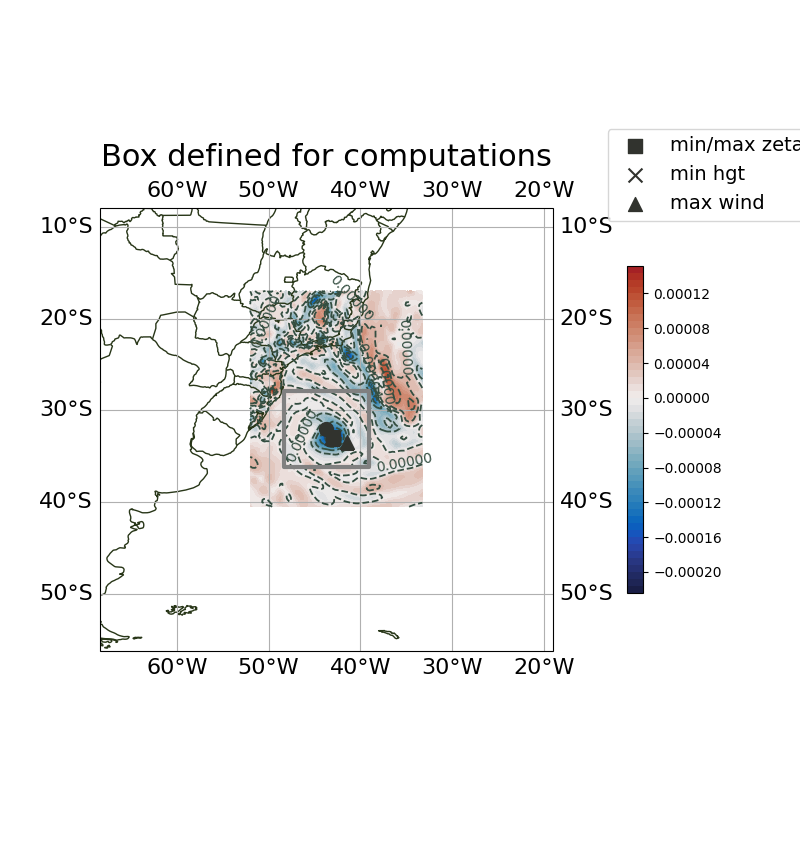 Box defined for computations
min/max zeta
min hgt
max wind
60°W 50°W 40°W 30°W 20°W
10°S 10°S
20°S 20°S
30°S 30°S
40°S 40°S
50°S 50°S
60°W 50°W 40°W 30°W 20°W
0.00000
0.00000
0.00012
0.00008
0.00004
0.00000
−0.00004
−0.00008
−0.00012
−0.00016
−0.00020